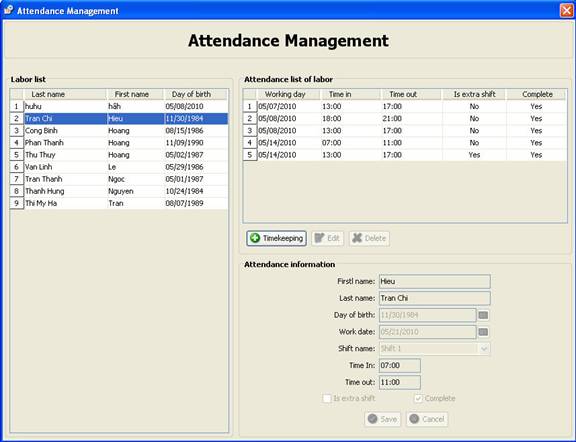 Attendance Management
Attendance Management
Labor list
Last name First name Day of birth
1 huhu hãh 05/08/2010
2 Tran Chi Hieu 11/30/1984
3 Cong Binh Hoang 08/15/1986
4 Phan Thanh Hoang 11/09/1990
5 Thu Thuy Hoang 05/02/1987
6 Van Linh Le 05/29/1986
7 Tran Thanh Ngoc 05/01/1987
8 Thanh Hung Nguyen 10/24/1984
9 Thi My Ha Tran 08/07/1989
Attendance list of labor
Working day Time in Time out Is extra shift Complete
1 05/07/2010 13:00 17:00 No Yes
2 05/08/2010 18:00 21:00 No Yes
3 05/08/2010 13:00 17:00 No Yes
4 05/14/2010 07:00 11:00 No Yes
5 05/14/2010 13:00 17:00 Yes Yes
Timekeeping Edit Delete
Attendance information
Firstl name: Hieu
Last name: Tran Chi
Day of birth: 11/30/1984
Work date: 05/21/2010
Shift name: Shift 1
Time In: 07:00
Time out: 11:00
Is extra shift Complete
Save Cancel